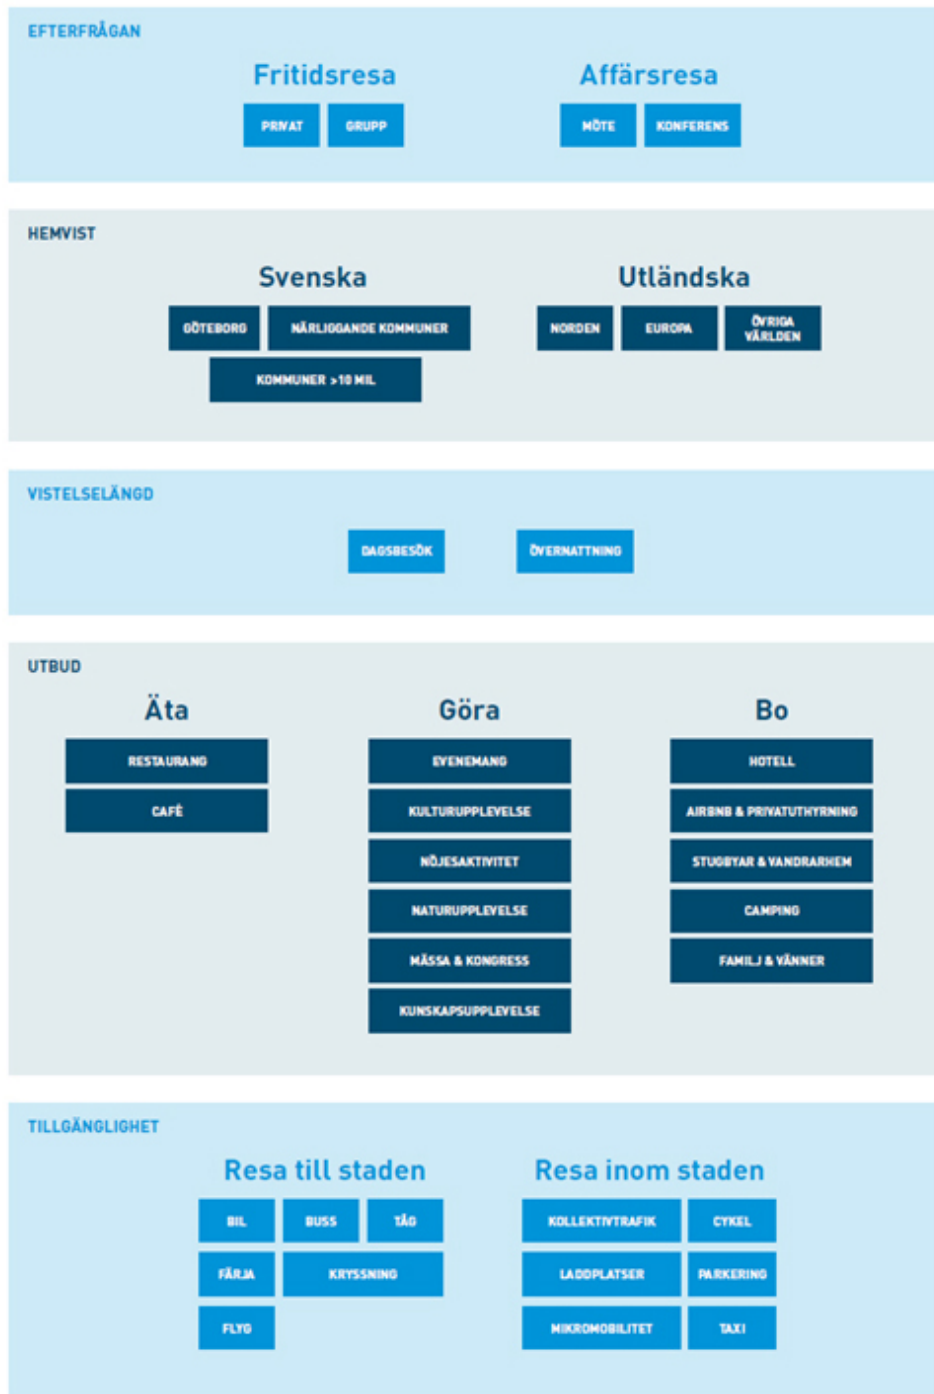 EFTERFRÅGAN
Fritidsresa
PRIVAT
GRUPP
Affärsresa
MÖTE
KONFERENS
HEMVIST
Svenska
GÖTEBORG
NÄRLIGGANDE KOMMUNER
KOMMUNER >10 MIL
Utländska
NORDEN
EUROPA
ÖVRIGA
VÄRLDEN
VISTELSELÄNGD
DAGSBESÖK
ÖVERNATTNING
UTBUD
Äta
RESTAURANG
CAFÉ
Göra
EVENEMANG
KULTURUPPLEVELSE
NÖJESAKTIVITET
NATURUPPLEVELSE
MÄSSA & KONGRESS
KUNSKAPSUPPLEVELSE
Bo
HOTELL
AIRBNB & PRIVATUTHYRNING
STUGBYAR & VANDRARHEM
CAMPING
FAMILJ & VÄNNER
TILLGÄNGLIGHET
Resa till staden
BIL
BUSS
TÅG
FÄRJA
KRYSSNING
FLYG
Resa inom staden
KOLLEKTIVTRAFIK
CYKEL
LADDPLATSER
PARKERING
MIKROMOBILITET
TAXI